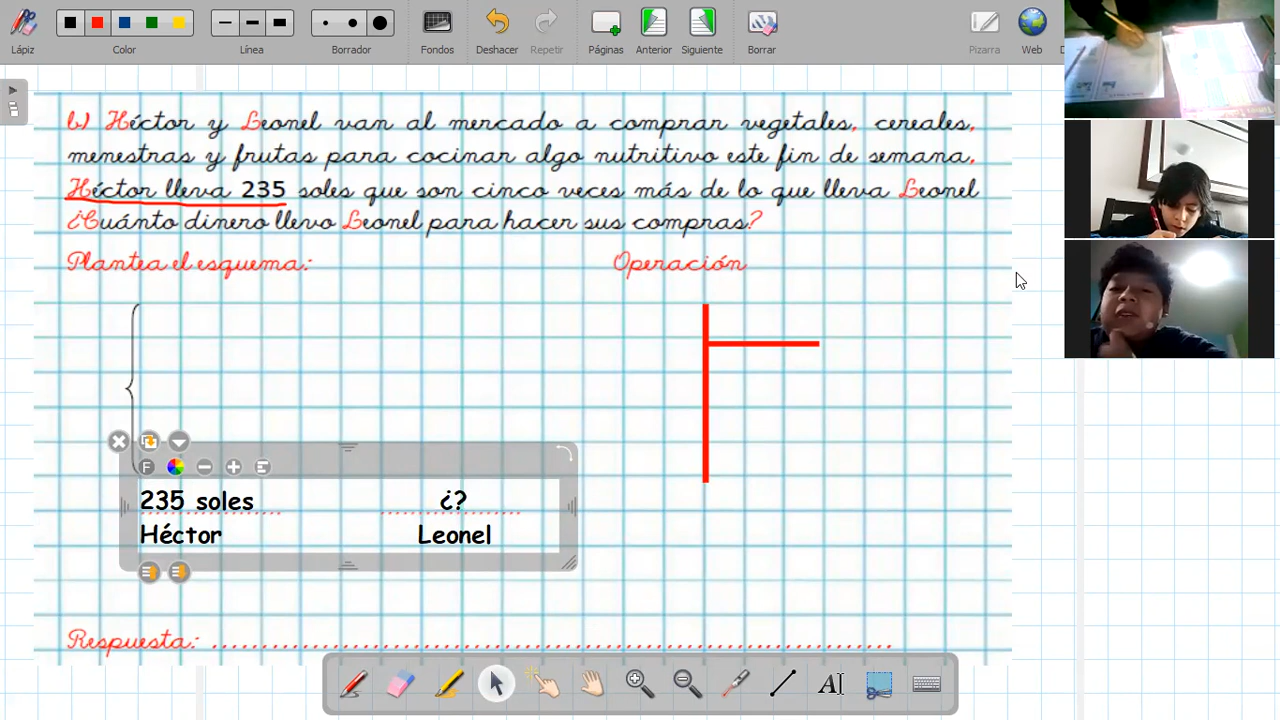 Lápiz
Color
Línea
Borrador
Fondos
Deshacer
Repetir
Páginas
Anterior
Siguiente
Borrar
Pizarra
Web
b) Héctor y Leonel van al mercado a comprar vegetales, cereales,
menestras y frutas para cocinar algo nutritivo este fin de semana,
Héctor lleva 235 soles que son cinco veces más de lo que lleva Leonel
¿Cuánto dinero llevo Leonel para hacer sus compras?
Plantea el esquema:
Operación
F
235 soles ¿?
Héctor Leonel
Respuesta: ................................................................
AI